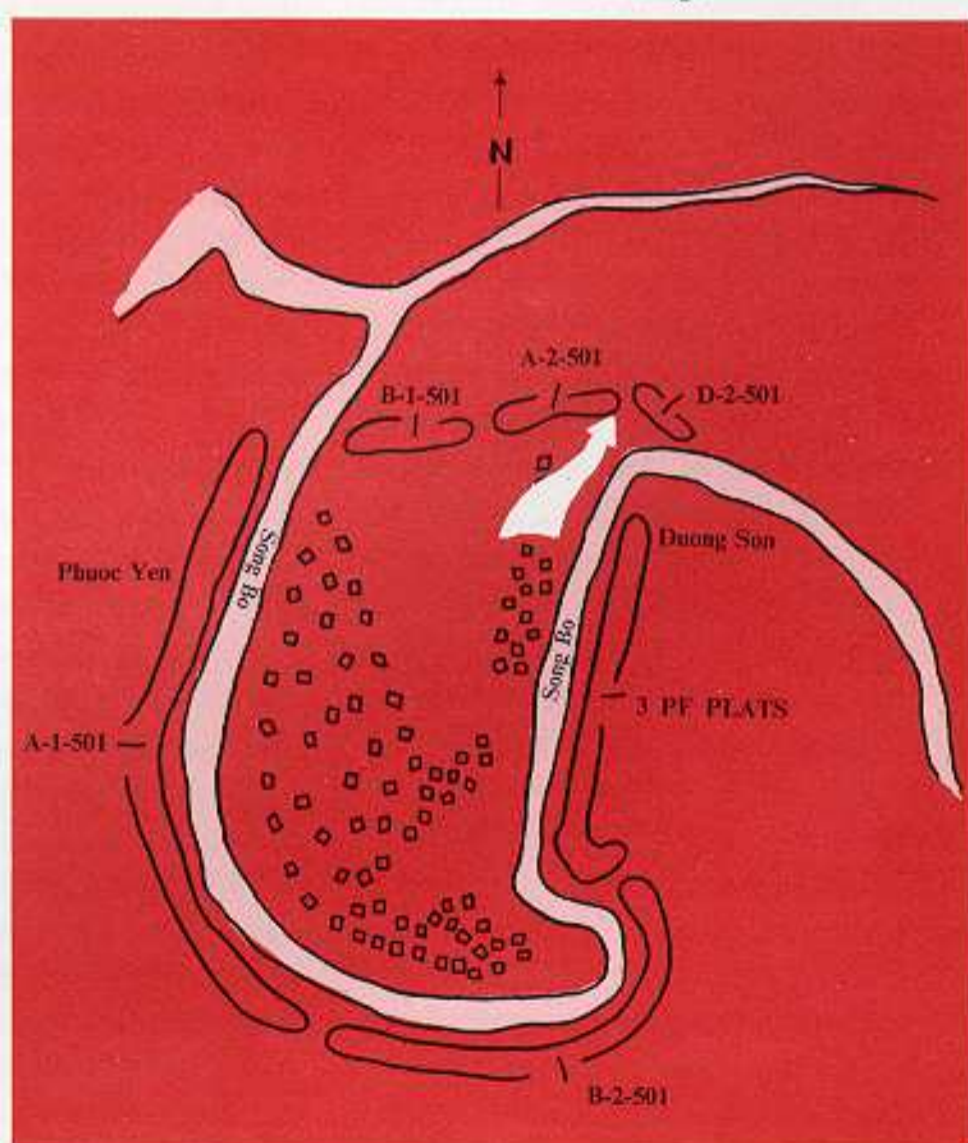 N
A-2-501
B-1-501
D-2-501
Song Bo
Duong Son
Phuoc Yen
Song Bo
3 PF PLATS
A-1-501
B-2-501